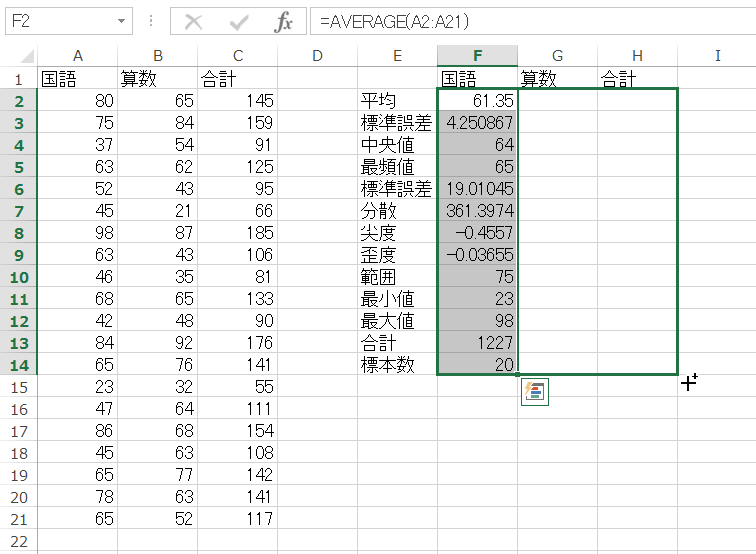 F2 fx =AVERAGE(A2:A21)
A B C D E F G H I
1 国語 算数 合計 国語 算数 合計
2 80 65 145 平均 61.35
3 75 84 159 標準誤差 4.250867
4 37 54 91 中央値 64
5 63 62 125 最頻値 65
6 52 43 95 標準誤差 19.01045
7 45 21 66 分散 361.3974
8 98 87 185 尖度 -0.4557
9 63 43 106 歪度 -0.03655
10 46 35 81 範囲 75
11 68 65 133 最小値 23
12 42 48 90 最大値 98
13 84 92 176 合計 1227
14 65 76 141 標本数 20
15 23 32 55
16 47 64 111
17 86 68 154
18 45 63 108
19 65 77 142
20 78 63 141
21 65 52 117
22